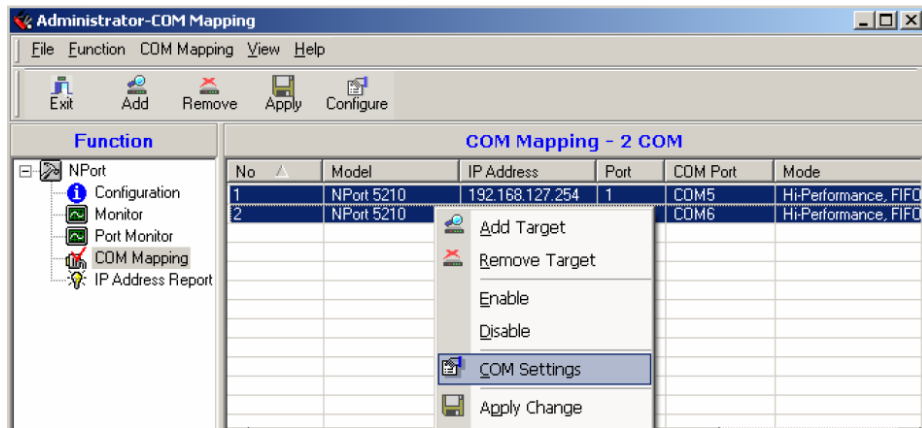 Administrator-COM Mapping
File Function COM Mapping View Help
Exit Add Remove Apply Configure
Function
COM Mapping - 2 COM
NPort
Configuration
Monitor
Port Monitor
COM Mapping
IP Address Report
No Model IP Address Port COM Port Mode
1 NPort 5210 192.168.127.254 1 COM5 Hi-Performance, FIFO
2 NPort 5210 COM6 Hi-Performance, FIFO
Add Target
Remove Target
Enable
Disable
COM Settings
Apply Change